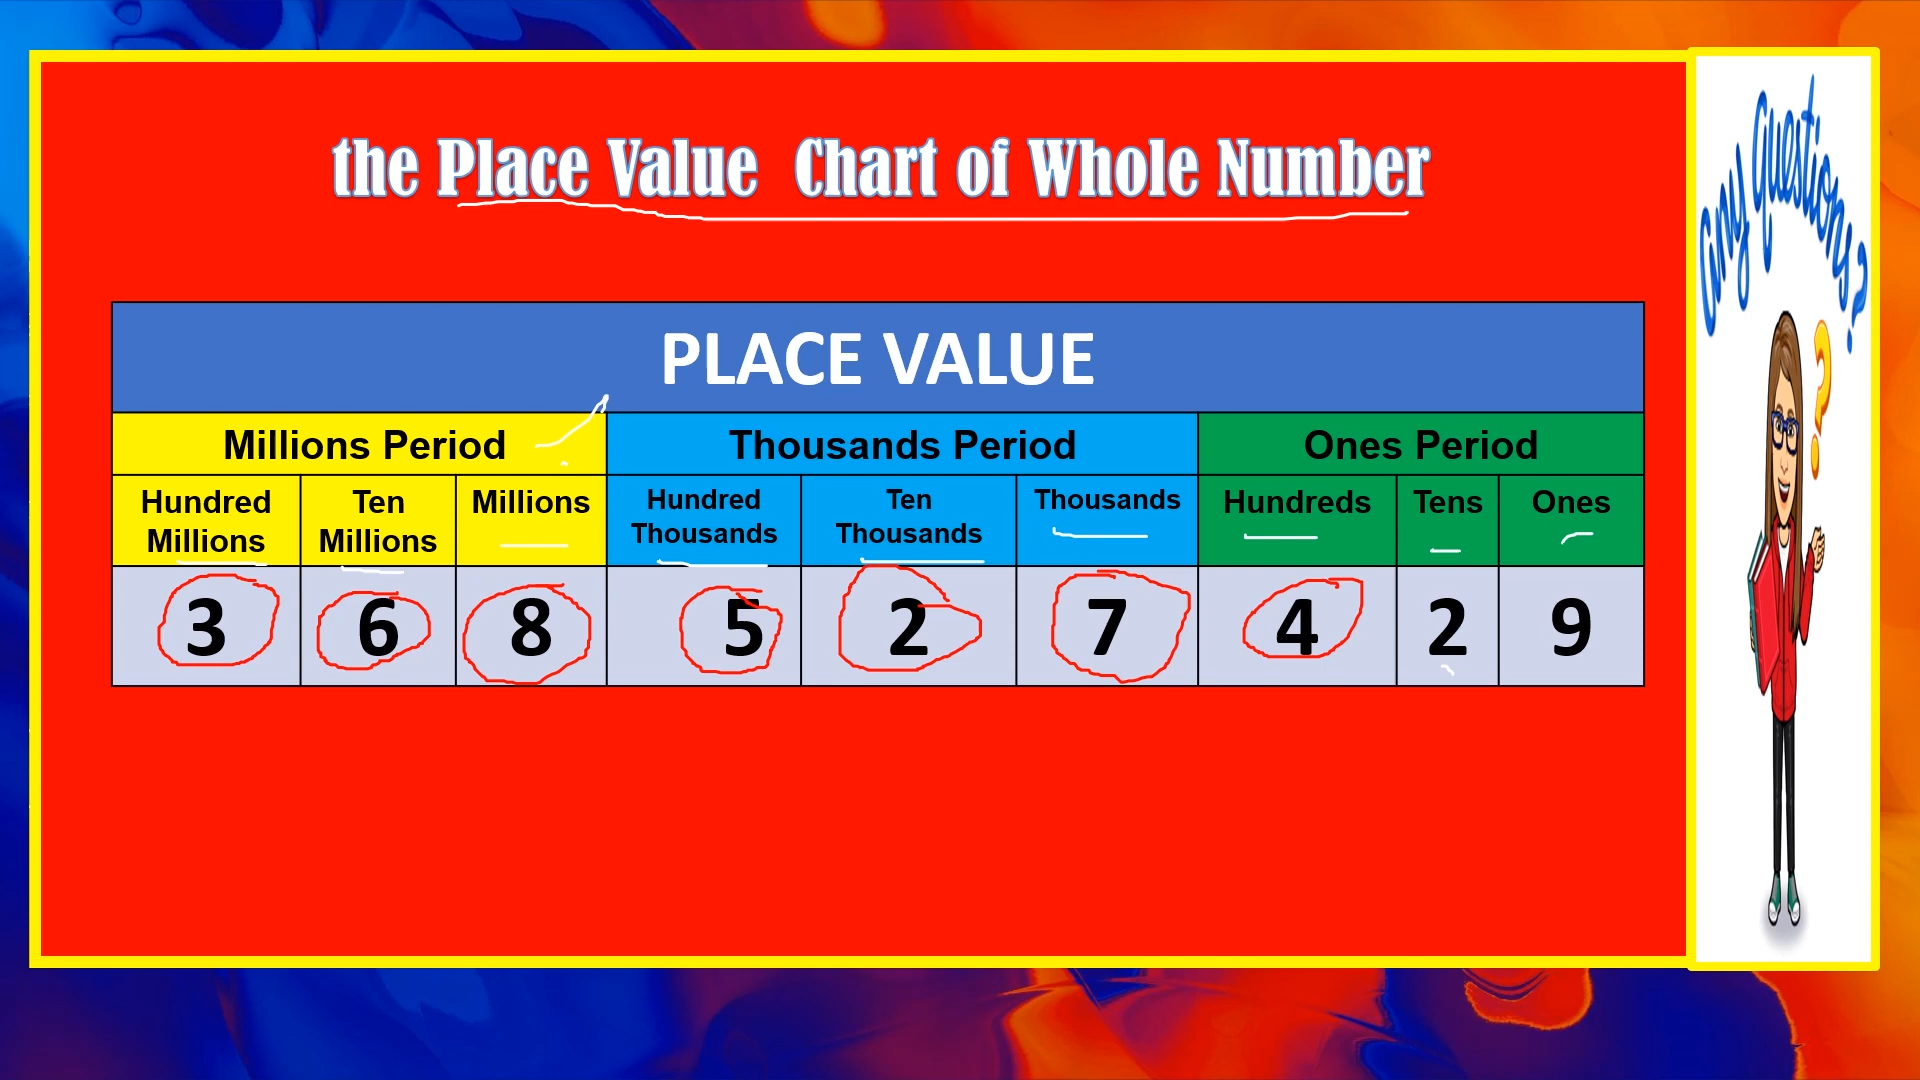 the Place Value Chart of Whole Number
Any Questions?
PLACE VALUE
Millions Period Thousands Period Ones Period
Hundred Millions Ten Millions Millions Hundred Thousands Ten Thousands Thousands Hundreds Tens Ones
3 6 8 5 2 7 4 2 9